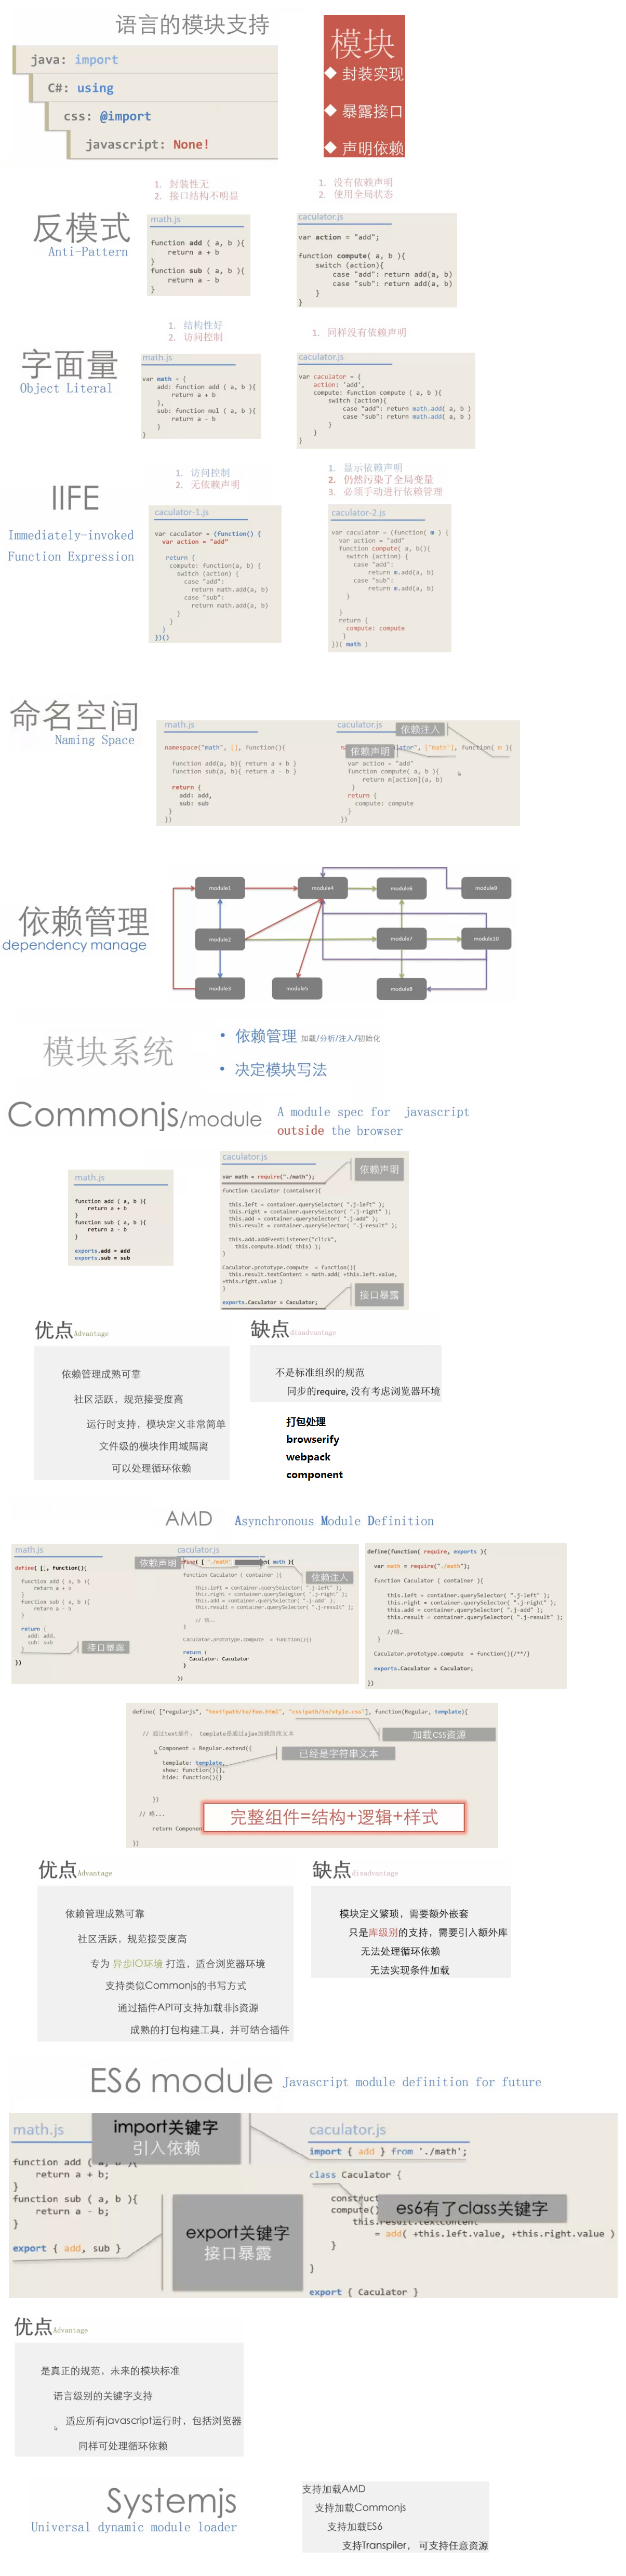 语言的模块支持
java: import
C#: using
css: @import
javascript: None!
模块
◆ 封装实现
◆ 暴露接口
◆ 声明依赖
反模式
Anti-Pattern
1. 封装性无
2. 接口结构不明显
math.js
function add ( a, b ){
return a + b
}
function sub ( a, b ){
return a - b
}
1. 没有依赖声明
2. 使用全局状态
caculator.js
var action = "add";
function compute( a, b ){
switch (action){
case "add": return add(a, b)
case "sub": return add(a, b)
}
}
字面量
Object Literal
1. 结构性好
2. 访问控制
math.js
var math = {
add: function add ( a, b ){
return a + b
},
sub: function mul ( a, b ){
return a - b
}
}
1. 同样没有依赖声明
caculator.js
var caculator = {
action: 'add',
compute: function compute ( a, b ){
switch (action){
case "add": return math.add( a, b )
case "sub": return math.add( a, b )
}
}
}
IIFE
Immediately-invoked
Function Expression
1. 访问控制
2. 无依赖声明
caculator-1.js
var caculator = (function() {
var action = "add"
return {
compute: function(a, b) {
switch (action) {
case "add":
return math.add(a, b)
case "sub":
return math.add(a, b)
}
}
}
})()
1. 显示依赖声明
2. 仍然污染了全局变量
3. 必须手动进行依赖管理
caculator-2.js
var caculator = (function( m ) {
var action = "add"
function compute( a, b(){
switch (action) {
case "add":
return m.add(a, b)
case "sub":
return m.add(a, b)
}
}
return {
compute: compute
}
})( math )
命名空间
Naming Space
math.js
namespace("math", [], function(){
function add(a, b){ return a + b }
function sub(a, b){ return a - b }
return {
add: add,
sub: sub
}
})
caculator.js
依赖注人
依赖声明
lator", ["math"], function( m ){
var action = "add"
function compute( a, b ){
return m[action](a, b)
}
return {
compute: compute
}
})
依赖管理
dependency manage
module1
module4
module6
module9
module2
module7
module10
module3
module5
module8
模块系统
• 依赖管理 加载/分析/注人/初始化
• 决定模块写法
Commonjs/module
A module spec for javascript
outside the browser
math.js
function add ( a, b ){
return a + b
}
function sub ( a, b ){
return a - b
}
exports.add = add
exports.sub = sub
caculator.js
var math = require("./math");
依赖声明
function Caculator (container){
this.left = container.querySelector( ".j-left" );
this.right = container.querySelector( ".j-right" );
this.add = container.querySelector( ".j-add" );
this.result = container.querySelector( ".j-result" );
this.add.addEventListener("click",
this.compute.bind( this) );
}
Caculator.prototype.compute = function(){
this.result.textContent = math.add( +this.left.value,
+this.right.value )
}
exports.Caculator = Caculator;
接口暴露
优点Advantage
依赖管理成熟可靠
社区活跃，规范接受度高
运行时支持，模块定义非常简单
文件级的模块作用域隔离
可以处理循环依赖
缺点disadvantage
不是标准组织的规范
同步的require, 没有考虑浏览器环境
打包处理
browserify
webpack
component
AMD
Asynchronous Module Definition
math.js
define( [], function(){
function add ( a, b ){
return a + b
}
function sub ( a, b ){
return a - b
}
return {
add: add,
sub: sub
}
})
接口暴露
caculator.js
依赖声明
fine( [ "./math"
n( math ){
依赖注人
function Caculator ( container ){
this.left = container.querySelector( ".j-left" );
this.right = container.querySelector( ".j-right" );
this.add = container.querySelector( ".j-add" );
this.result = container.querySelector( ".j-result" );
// 略..
}
Caculator.prototype.compute = function(){}
return {
Caculator: Caculator
}
})
define(function( require, exports ){
var math = require("./math");
function Caculator ( container ){
this.left = container.querySelector( ".j-left" );
this.right = container.querySelector( ".j-right" );
this.add = container.querySelector( ".j-add" );
this.result = container.querySelector( ".j-result" );
//略…
}
Caculator.prototype.compute = function(){/**/}
exports.Caculator = Caculator;
})
define( ["regularjs", "text!path/to/foo.html", "css!path/to/style.css"], function(Regular, template){
// 通过text插件， template是通过ajax加载的纯文本
加载css资源
Component = Regular.extend({
已经是字符串文本
template: template,
show: function(){},
hide: function(){}
})
// 略...
完整组件=结构+逻辑+样式
return Componen
})
优点Advantage
依赖管理成熟可靠
社区活跃，规范接受度高
专为 异步IO环境 打造，适合浏览器环境
支持类似Commonjs的书写方式
通过插件API可支持加载非js资源
成熟的打包构建工具，并可结合插件
缺点disadvantage
模块定义繁琐，需要额外嵌套
只是库级别的支持，需要引入额外库
无法处理循环依赖
无法实现条件加载
ES6 module
Javascript module definition for future
math.js
import关键字
引入依赖
function add ( a, b ){
return a + b;
}
function sub ( a, b ){
return a - b;
}
export { add, sub }
export关键字
接口暴露
caculator.js
import { add } from './math';
class Caculator {
construct
es6有了class关键字
compute()
this.result.textContent
= add( +this.left.value, +this.right.value )
}
}
export { Caculator }
优点Advantage
是真正的规范，未来的模块标准
语言级别的关键字支持
适应所有javascript运行时，包括浏览器
同样可处理循环依赖
Systemjs
Universal dynamic module loader
支持加载AMD
支持加载Commonjs
支持加载ES6
支持Transpiler， 可支持任意资源